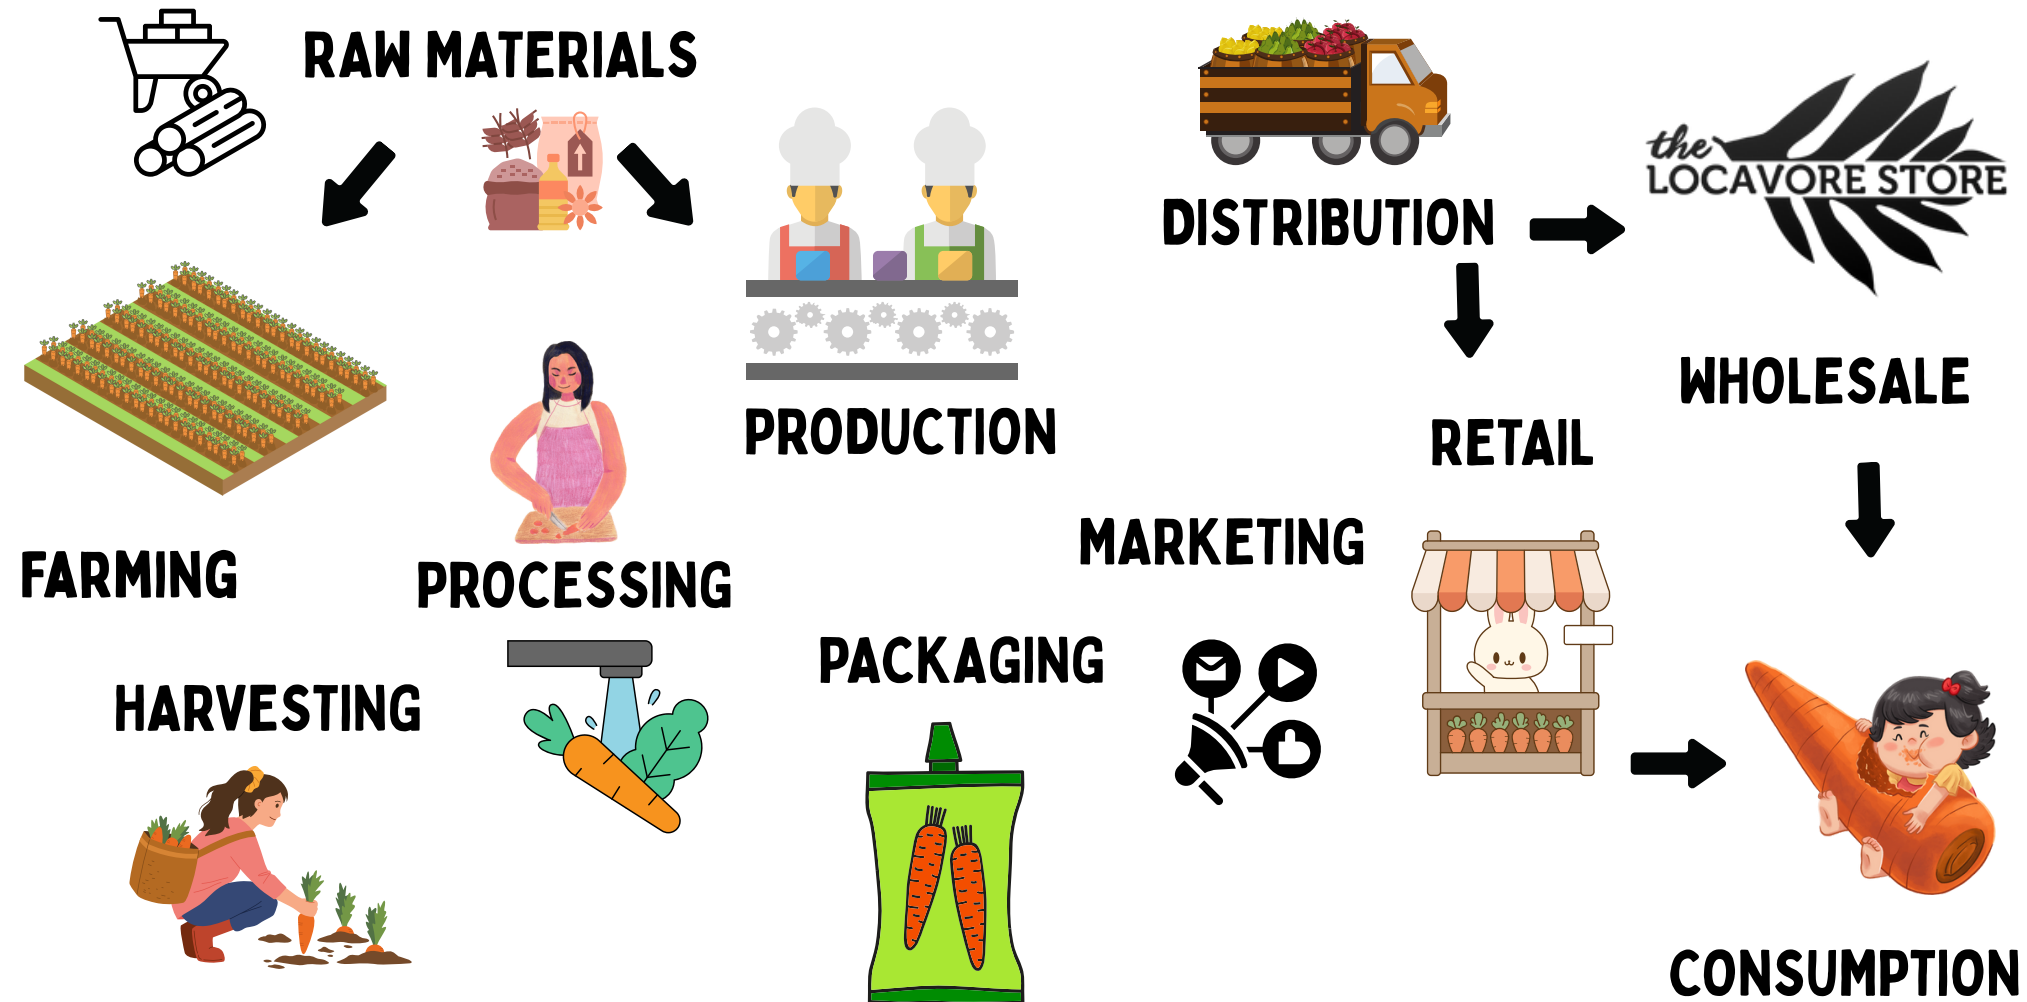 RAW MATERIALS
FARMING
HARVESTING
PROCESSING
PRODUCTION
PACKAGING
MARKETING
DISTRIBUTION
RETAIL
the
LOCAVORE STORE
WHOLESALE
CONSUMPTION